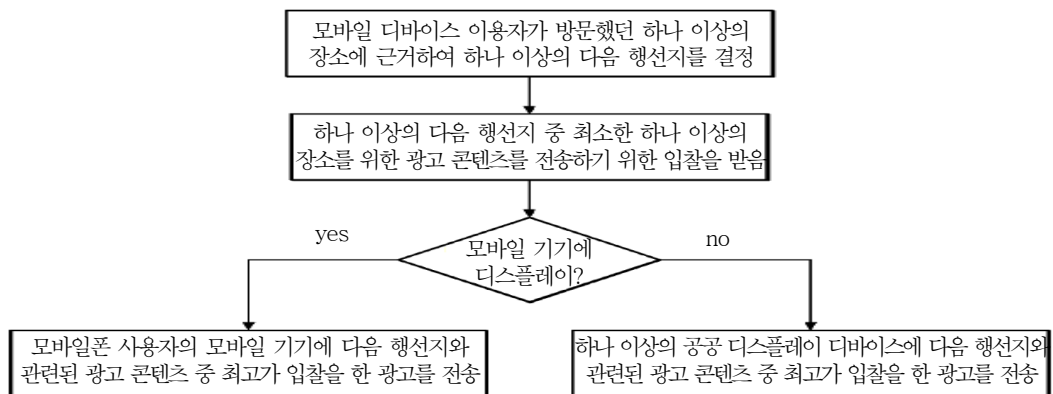 모바일 디바이스 이용자가 방문했던 하나 이상의
장소에 근거하여 하나 이상의 다음 행선지를 결정
하나 이상의 다음 행선지 중 최소한 하나 이상의
장소를 위한 광고 콘텐츠를 전송하기 위한 입찰을 받음
yes
모바일 기기에
디스플레이?
no
모바일폰 사용자의 모바일 기기에 다음 행선지와
관련된 광고 콘텐츠 중 최고가 입찰을 한 광고를 전송
하나 이상의 공공 디스플레이 디바이스에 다음 행선지와
관련된 광고 콘텐츠 중 최고가 입찰을 한 광고를 전송